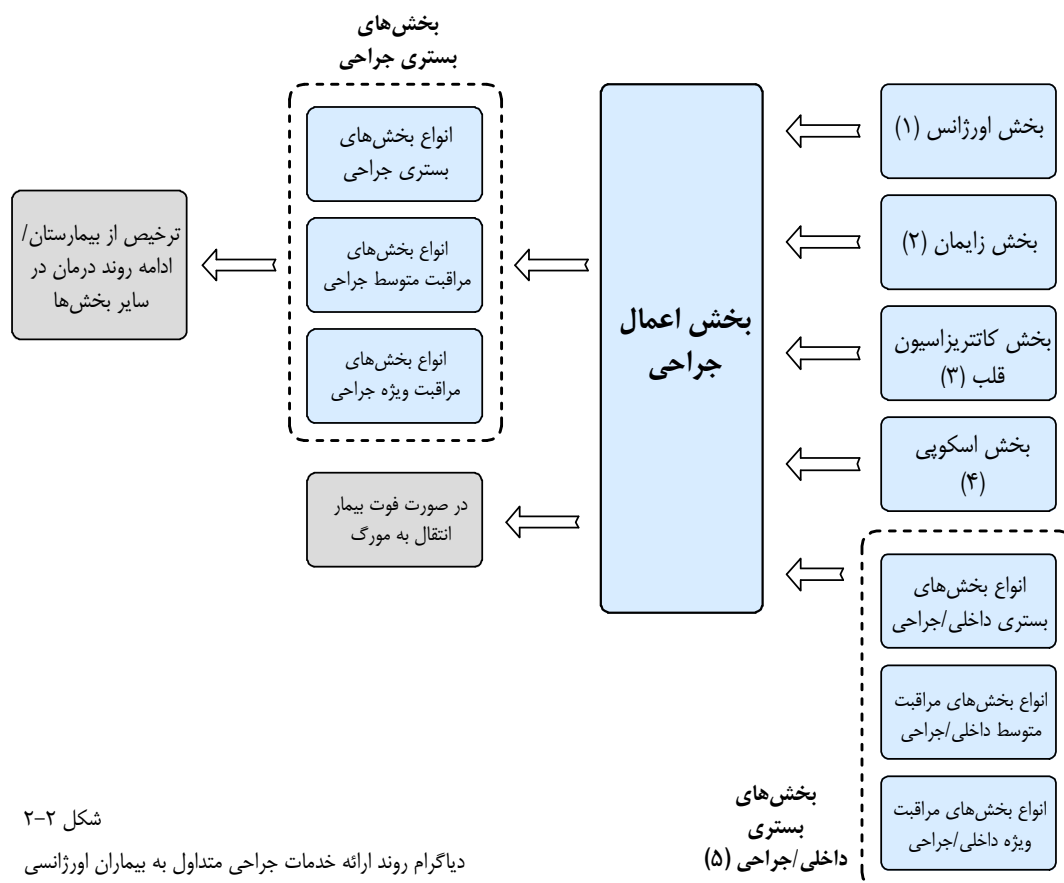 بخش‌های
بستری جراحی
بخش اورژانس (۱)
بخش زایمان (۲)
بخش کاتتریزاسیون
قلب (۳)
بخش اسکوپی
(۴)
انواع بخش‌های
بستری داخلی/جراحی
انواع بخش‌های مراقبت
متوسط داخلی/جراحی
انواع بخش‌های مراقبت
ویژه داخلی/جراحی
بخش‌های
بستری
داخلی/جراحی (۵)
بخش اعمال
جراحی
انواع بخش‌های
بستری جراحی
انواع بخش‌های
مراقبت متوسط جراحی
انواع بخش‌های
مراقبت ویژه جراحی
در صورت فوت بیمار
انتقال به مورگ
ترخیص از بیمارستان/
ادامه روند درمان در
سایر بخش‌ها
شکل ۲-۲
دیاگرام روند ارائه خدمات جراحی متداول به بیماران اورژانسی